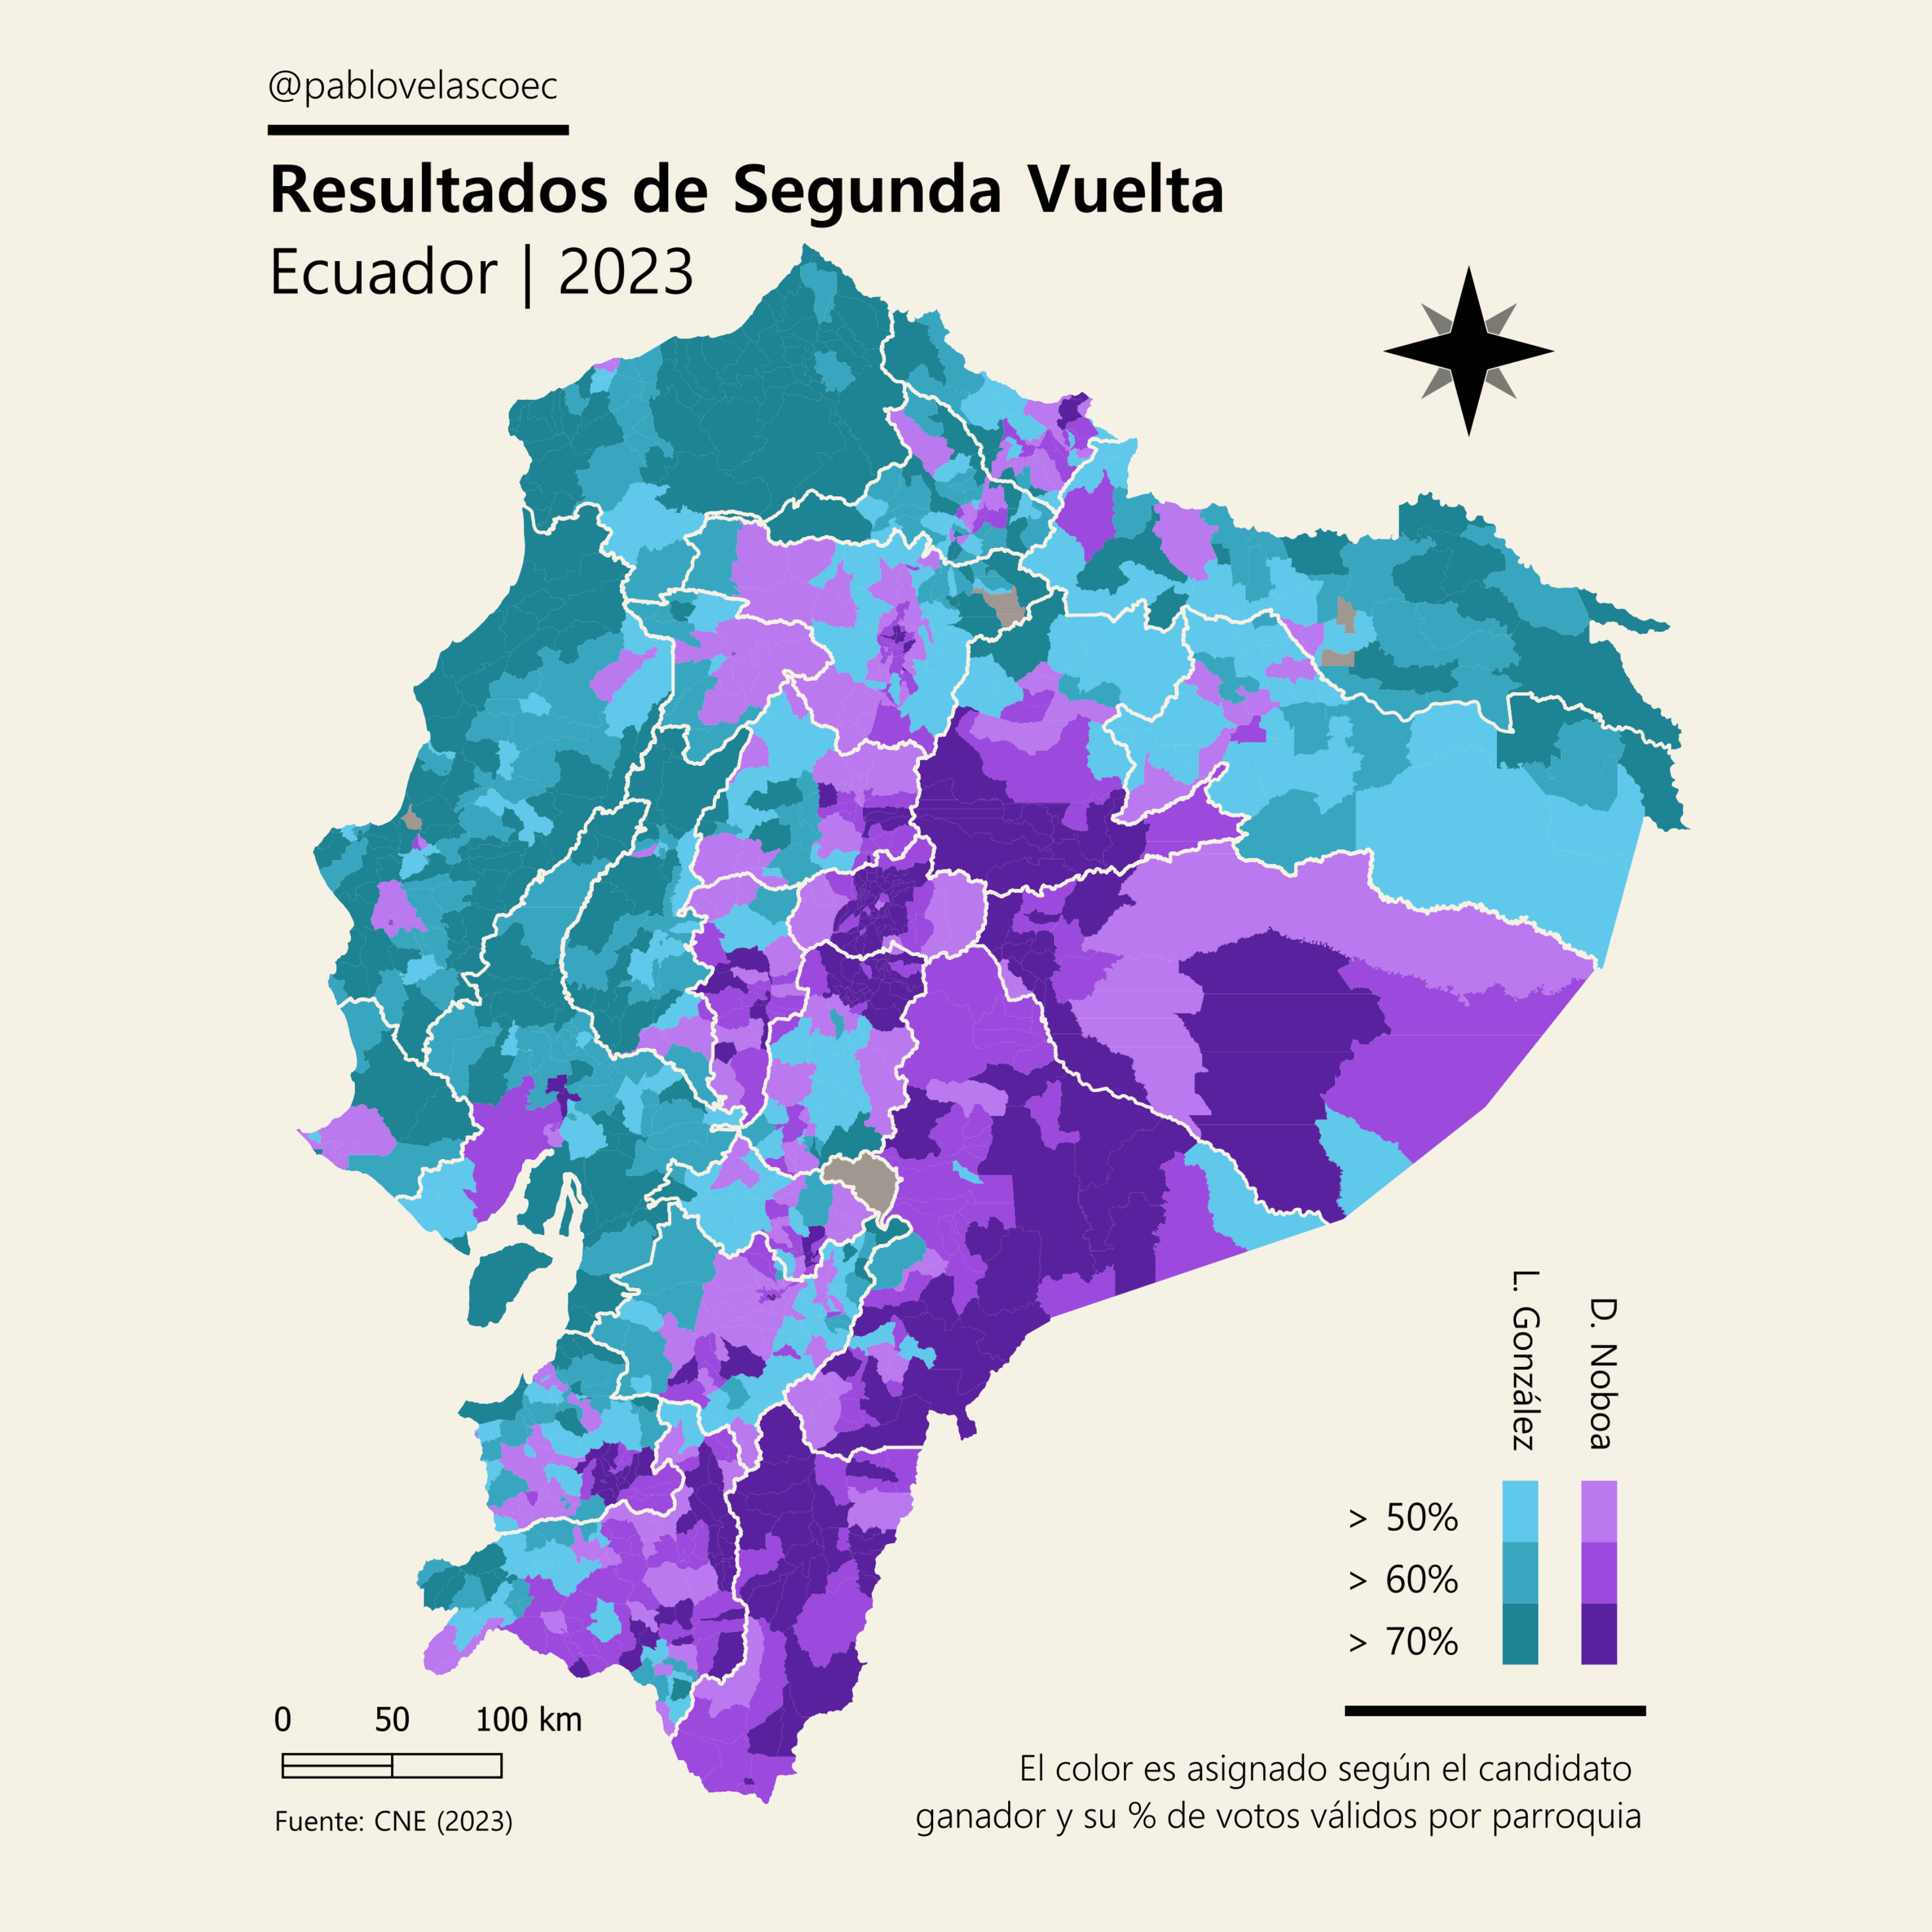 @pablovelascoec
Resultados de Segunda Vuelta
Ecuador | 2023
L. González
D. Noboa
> 50%
> 60%
> 70%
0 50 100 km
Fuente: CNE (2023)
El color es asignado según el candidato
ganador y su % de votos válidos por parroquia